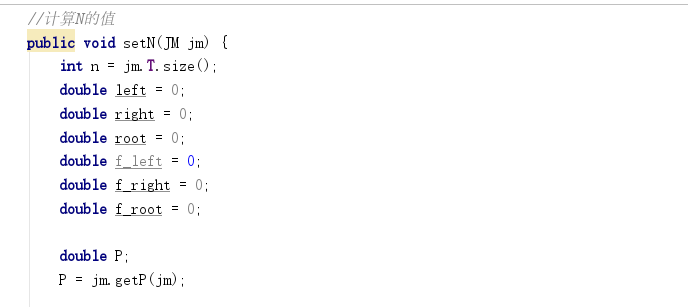 //计算N的值
public void setN(JM jm) {
int n = jm.T.size();
double left = 0;
double right = 0;
double root = 0;
double f_left = 0;
double f_right = 0;
double f_root = 0;
double P;
P = jm.getP(jm);